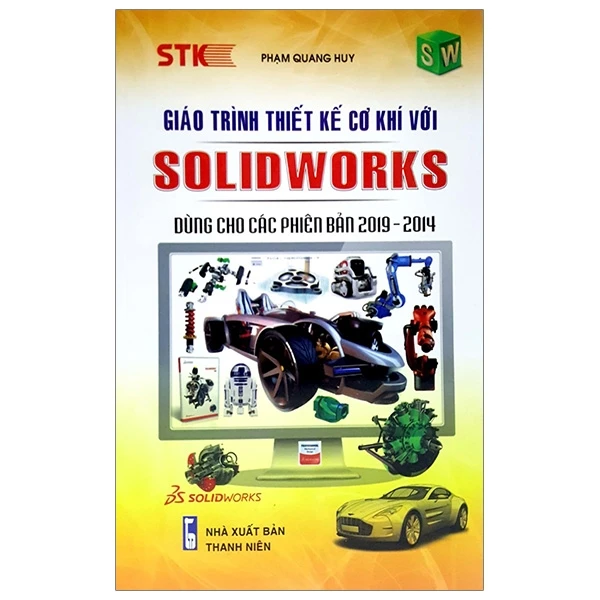 STK
PHẠM QUANG HUY
SW
GIÁO TRÌNH THIẾT KẾ CƠ KHÍ VỚI
SOLIDWORKS
DÙNG CHO CÁC PHIÊN BẢN 2019 - 2014
SOLIDWORKS
NHÀ XUẤT BẢN
THANH NIÊN